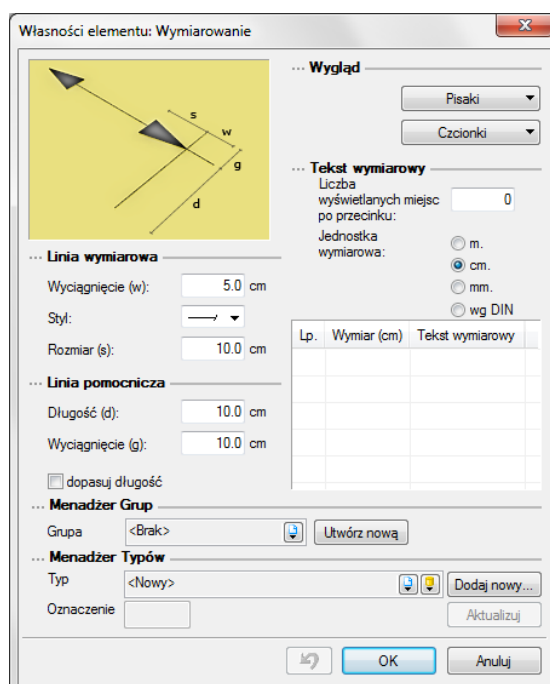 Własności elementu: Wymiarowanie
s
w
g
d
Wygląd
Pisaki
Czcionki
Tekst wymiarowy
Liczba
wyświetlanych miejsc
po przecinku:
0
Jednostka
wymiarowa:
m.
cm.
mm.
wg DIN
Linia wymiarowa
Wyciągnięcie (w): 5.0 cm
Styl:
Rozmiar (s): 10.0 cm
Linia pomocnicza
Długość (d): 10.0 cm
Wyciągnięcie (g): 10.0 cm
dopasuj długość
Lp. Wymiar (cm) Tekst wymiarowy
Menadżer Grup
Grupa <Brak> Utwórz nową
Menadżer Typów
Typ <Nowy> Dodaj nowy...
Oznaczenie Aktualizuj
OK Anuluj